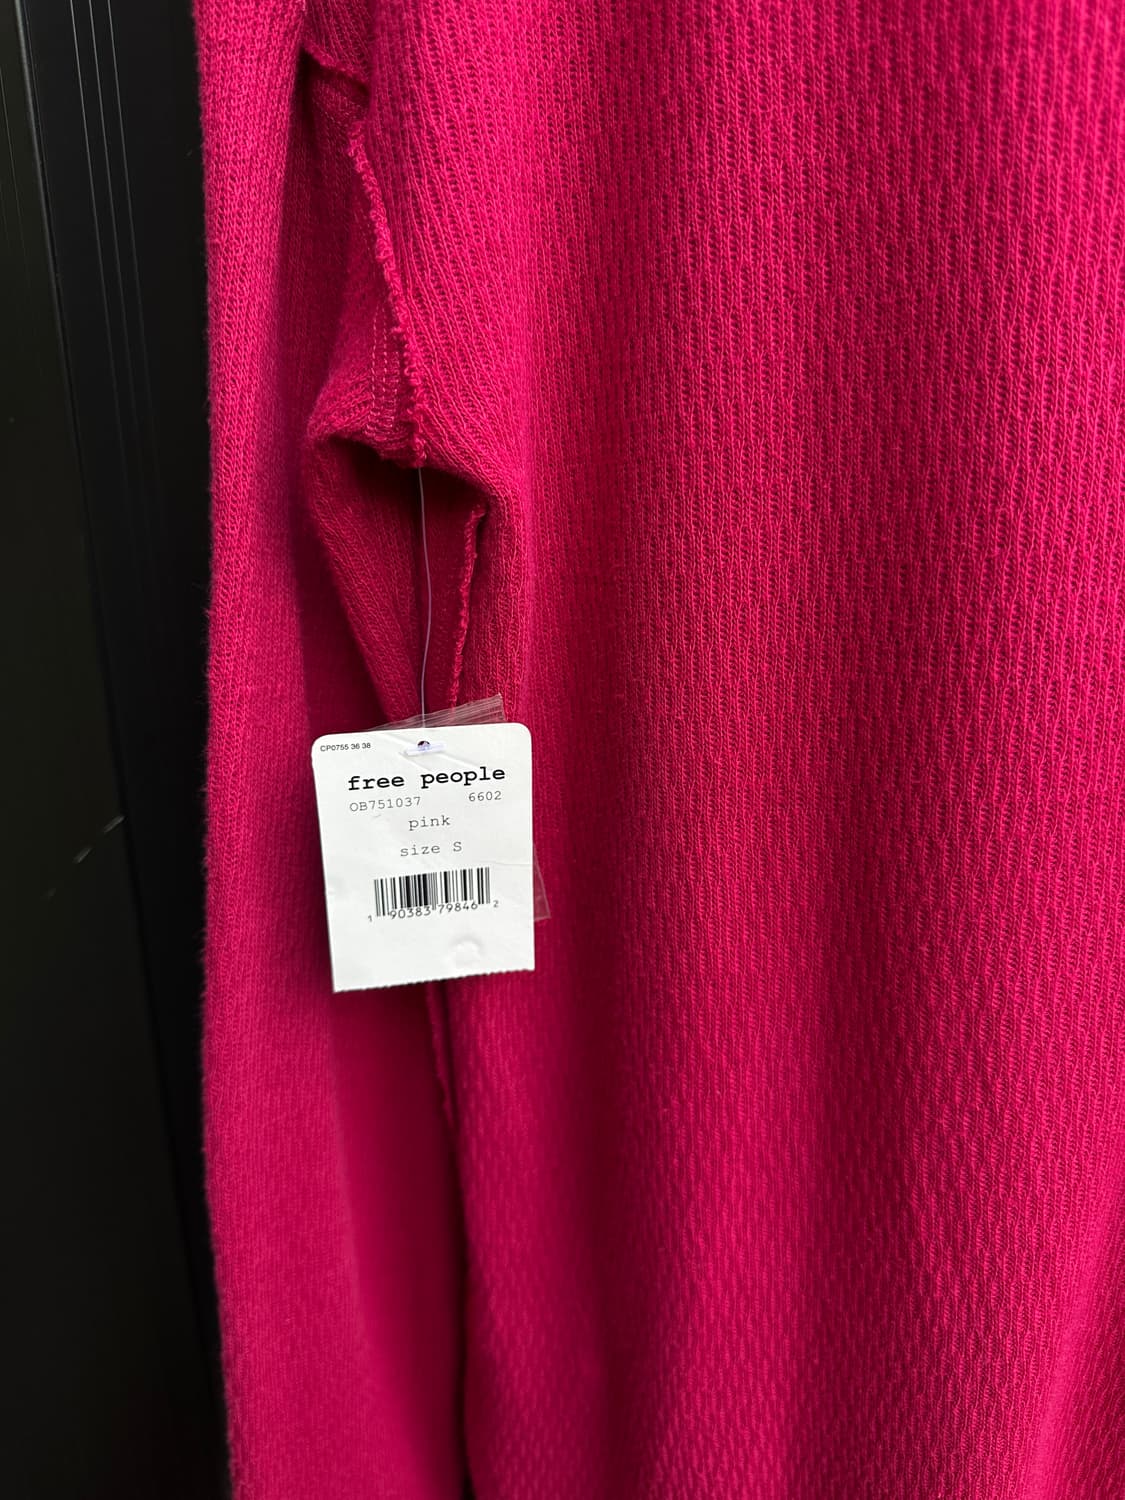 CP0755 36 38
free people
OB751037 6602
pink
size S
1 90383 79846 2